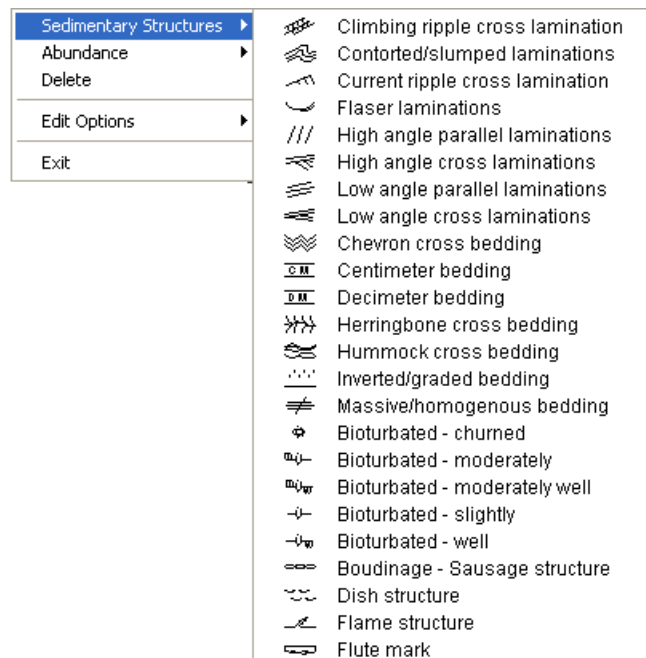 Sedimentary Structures
Abundance
Delete
Edit Options
Exit
Climbing ripple cross lamination
Contorted/slumped laminations
Current ripple cross lamination
Flaser laminations
High angle parallel laminations
High angle cross laminations
Low angle parallel laminations
Low angle cross laminations
Chevron cross bedding
CM Centimeter bedding
DM Decimeter bedding
Herringbone cross bedding
Hummock cross bedding
Inverted/graded bedding
Massive/homogenous bedding
Bioturbated - churned
Bioturbated - moderately
Bioturbated - moderately well
Bioturbated - slightly
Bioturbated - well
Boudinage - Sausage structure
Dish structure
Flame structure
Flute mark